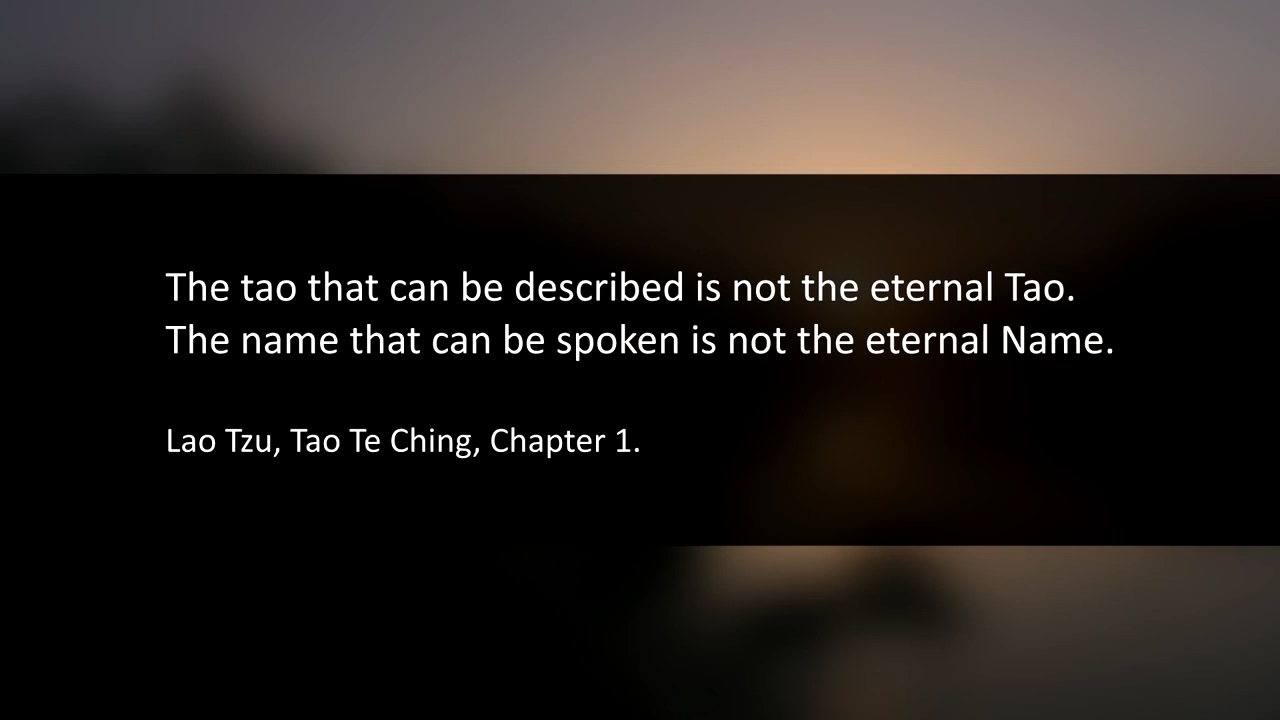 The tao that can be described is not the eternal Tao.
The name that can be spoken is not the eternal Name.
Lao Tzu, Tao Te Ching, Chapter 1.